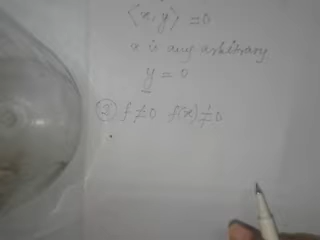 ⟨x, y⟩ = 0
x is any arbitrary
y = 0
③ f ≠ 0 f(x) ≠ 0